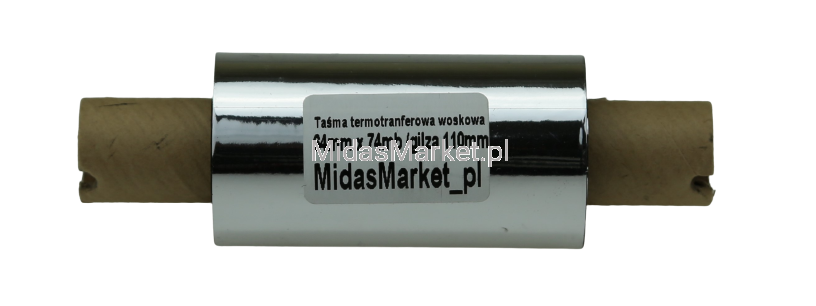 Taśma termotranferowa woskowa
x 74mb /gilza 110mm
MidasMarket.pl
MidasMarket_pl